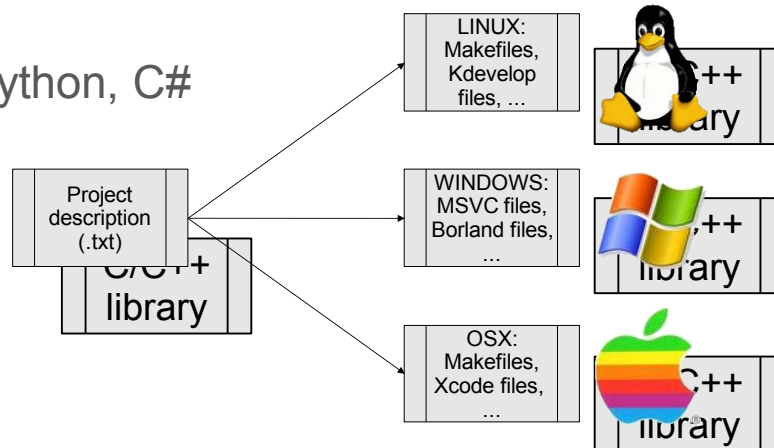 ython, C#
Project
description
(.txt)
C/C++
library
LINUX:
Makefiles,
Kdevelop
files, ...
C++
library
WINDOWS:
MSVC files,
Borland files,
...
C++
library
OSX:
Makefiles,
Xcode files,
...
C++
library